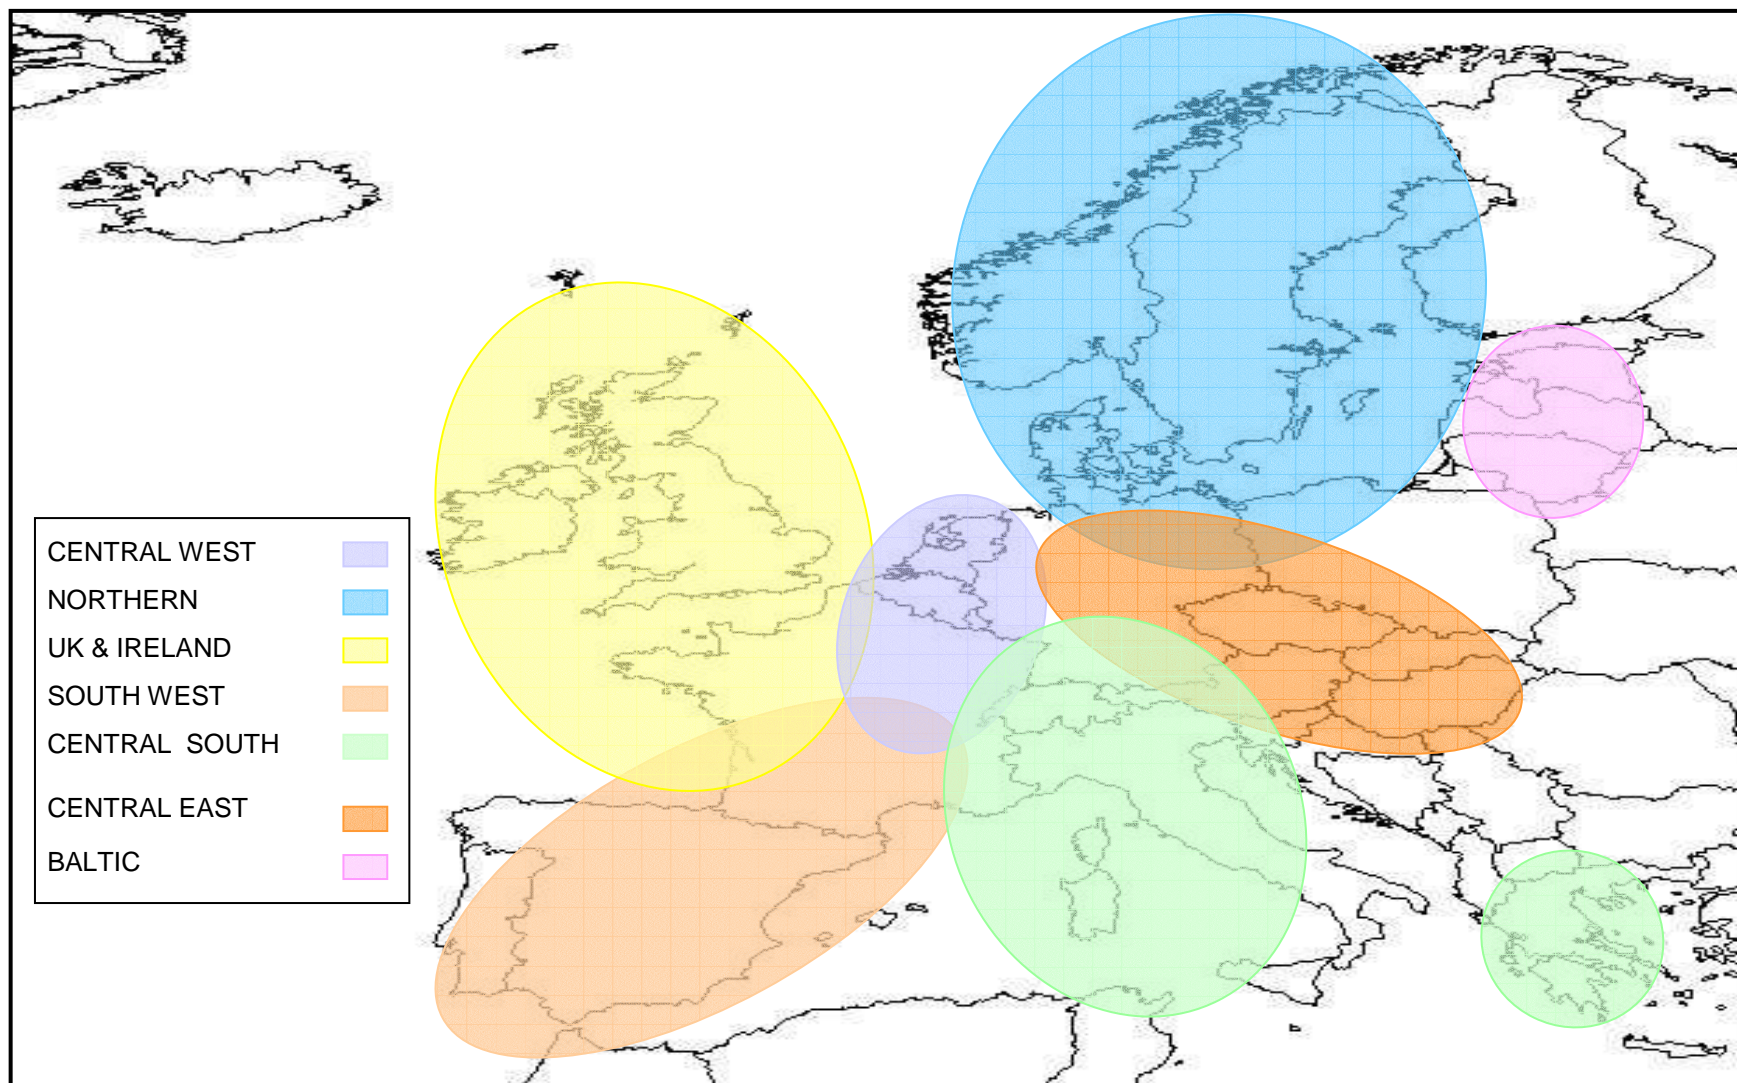 CENTRAL WEST
NORTHERN
UK & IRELAND
SOUTH WEST
CENTRAL SOUTH
CENTRAL EAST
BALTIC